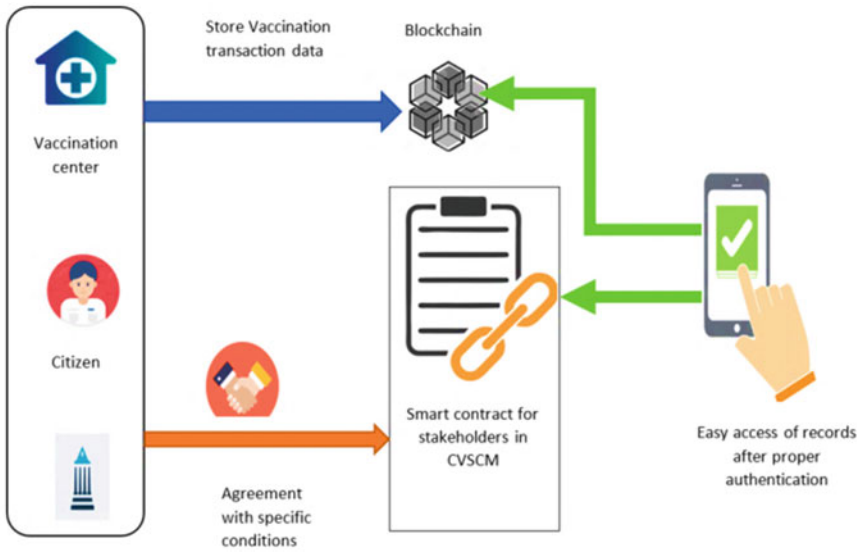 Store Vaccination
transaction data
Blockchain
Vaccination
center
Citizen
Agreement
with specific
conditions
Smart contract for
stakeholders in
CVSCM
Easy access of records
after proper
authentication